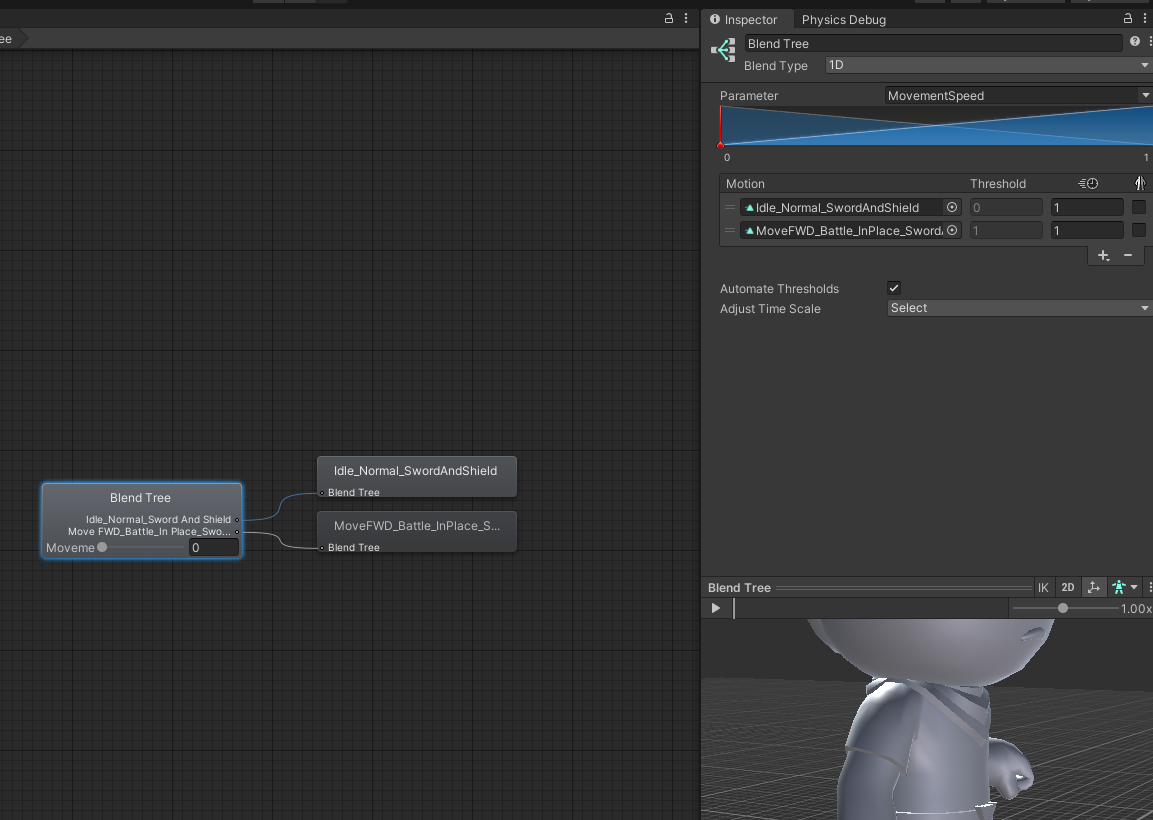 ee
Blend Tree
Idle_Normal_Sword And Shield
Move FWD_Battle_In Place_Swo...
Moveme
0
Idle_Normal_SwordAndShield
Blend Tree
MoveFWD_Battle_InPlace_S...
Blend Tree
Inspector
Physics Debug
Blend Tree
Blend Type
1D
Parameter
MovementSpeed
0
1
Motion
Threshold
Idle_Normal_SwordAndShield
0
1
MoveFWD_Battle_InPlace_Sword
1
1
Automate Thresholds
Adjust Time Scale
Select
Blend Tree
IK
2D
1.00x